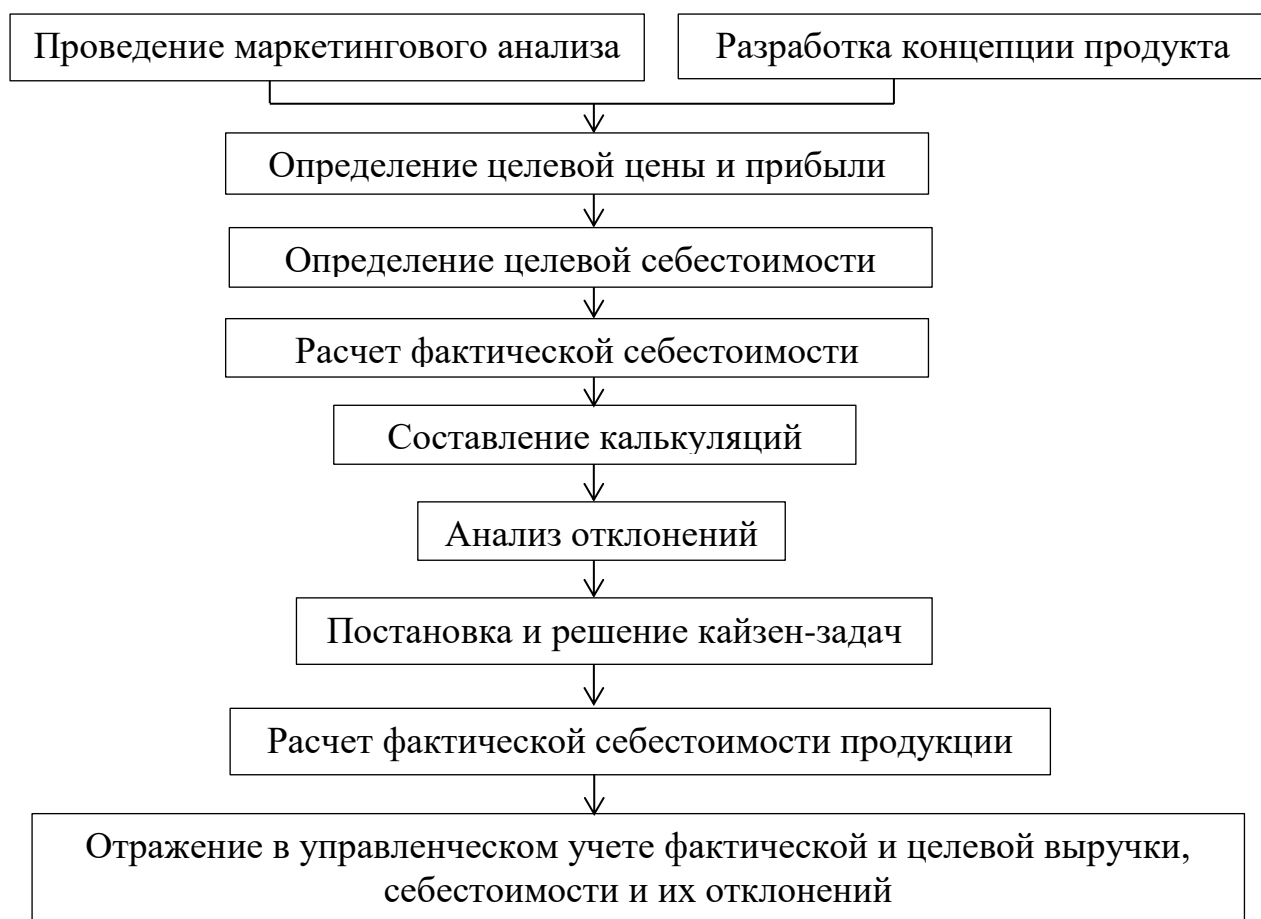 Проведение маркетингового анализа
Разработка концепции продукта
Определение целевой цены и прибыли
Определение целевой себестоимости
Расчет фактической себестоимости
Составление калькуляций
Анализ отклонений
Постановка и решение кайзен-задач
Расчет фактической себестоимости продукции
Отражение в управленческом учете фактической и целевой выручки,
себестоимости и их отклонений